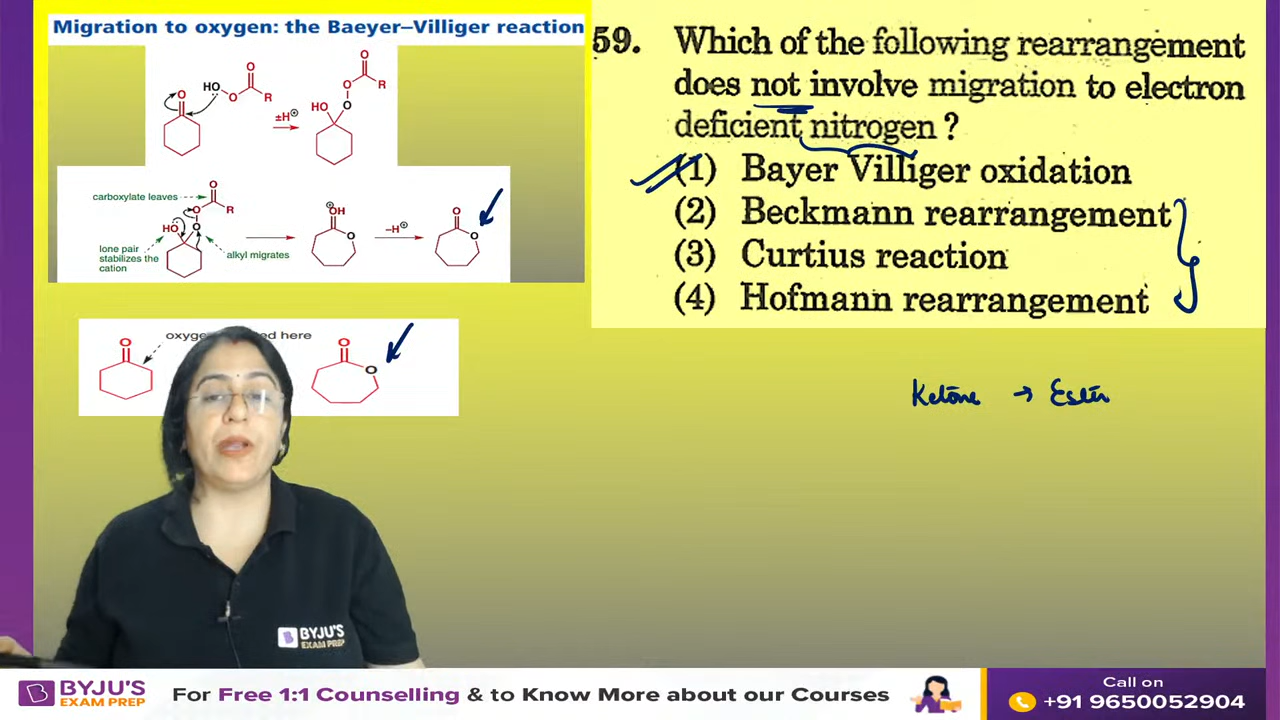 Migration to oxygen: the Baeyer–Villiger reaction
O
HO
O
R
O
±H⊕
O
O
R
HO
O
carboxylate leaves
O
O
R
HO
O
lone pair
stabilizes the
cation
alkyl migrates
⊕OH
O
–H⊕
O
O
O
O
O
59. Which of the following rearrangement
does not involve migration to electron
deficient nitrogen ?
(1) Bayer Villiger oxidation
(2) Beckmann rearrangement
(3) Curtius reaction
(4) Hofmann rearrangement
Ketone → Ester
BYJU'S
EXAM PREP
BYJU'S
EXAM PREP
For Free 1:1 Counselling & to Know More about our Courses
Call on
+91 9650052904